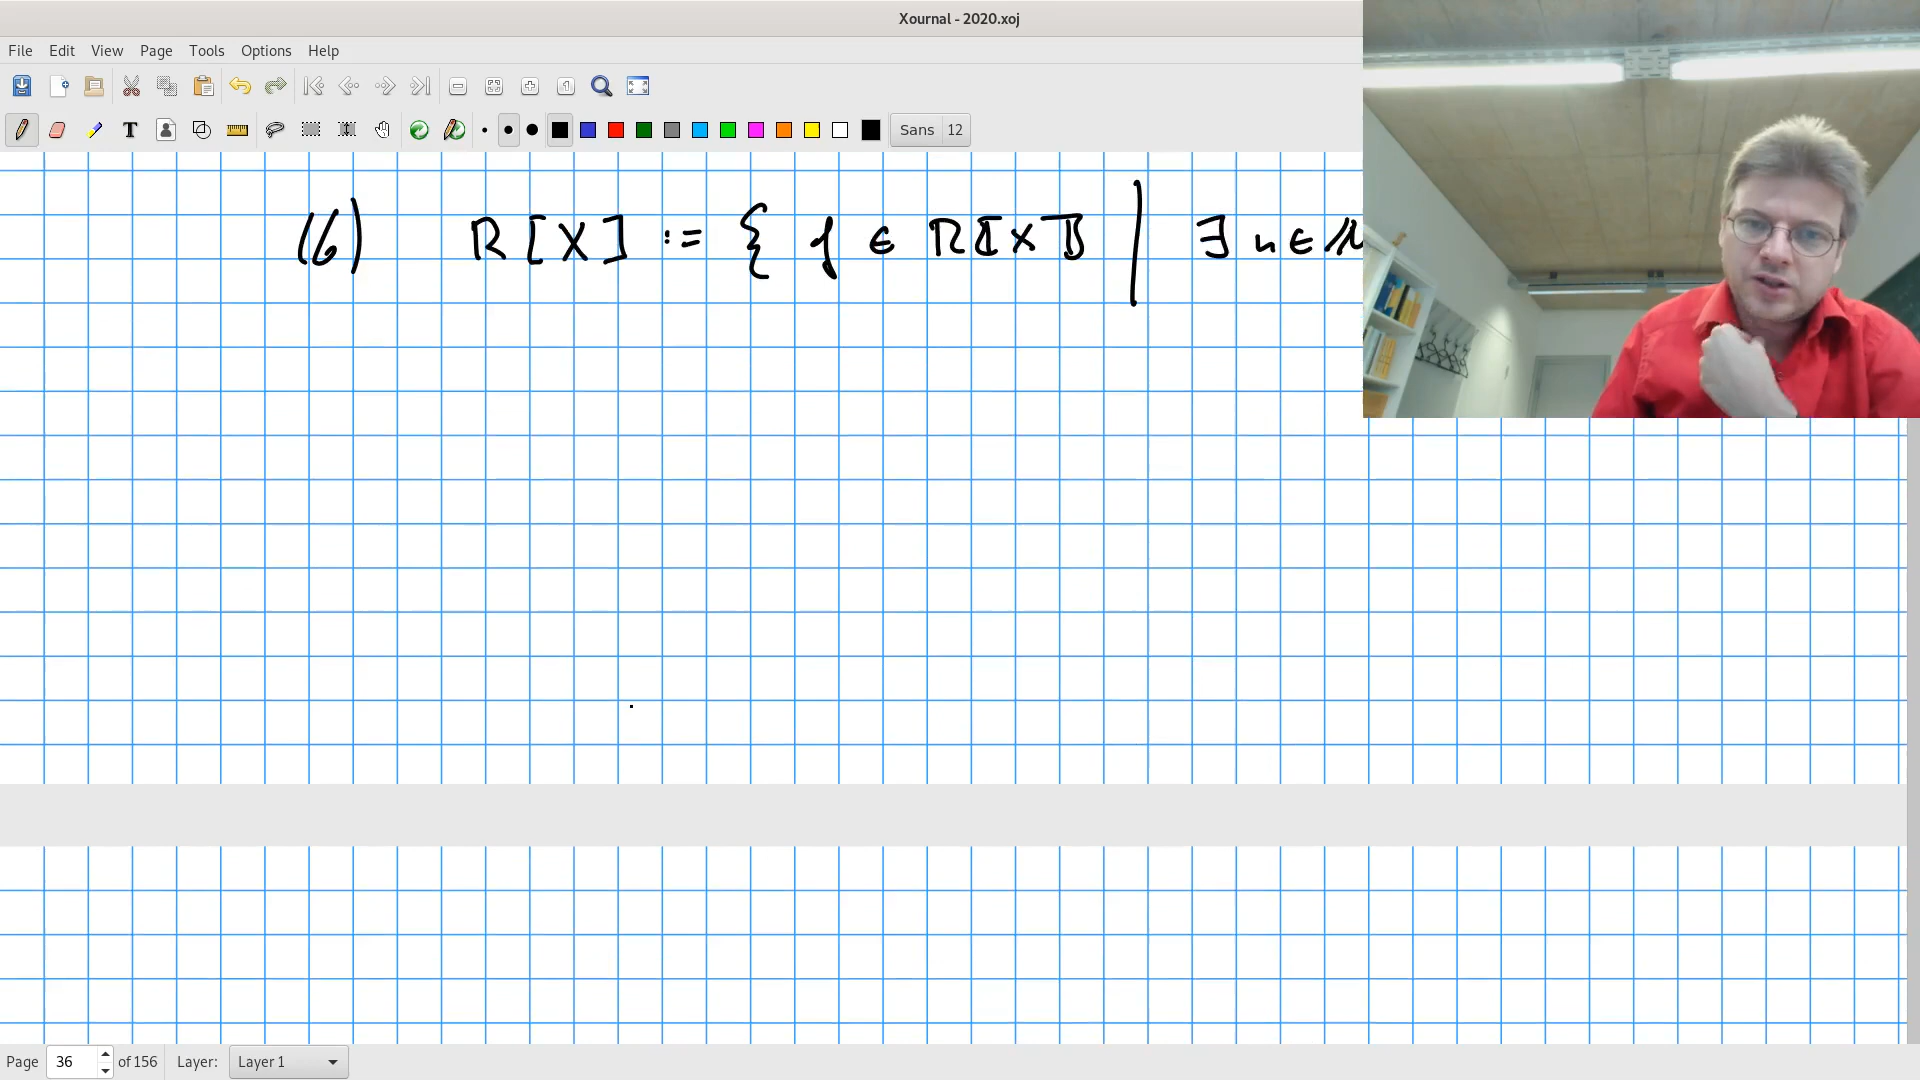 Xournal - 2020.xoj
File Edit View Page Tools Options Help
Sans 12
(6) R[X] := { f ∈ R⟦X⟧ | ∃ n ∈ ℕ
Page 36 of 156 Layer: Layer 1